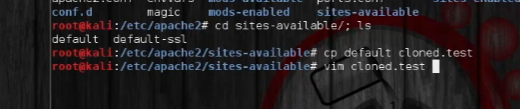 conf.d magic mods-enabled sites-available
root@kali:/etc/apache2# cd sites-available/; ls
default default-ssl
root@kali:/etc/apache2/sites-available# cp default cloned.test
root@kali:/etc/apache2/sites-available# vim cloned.test